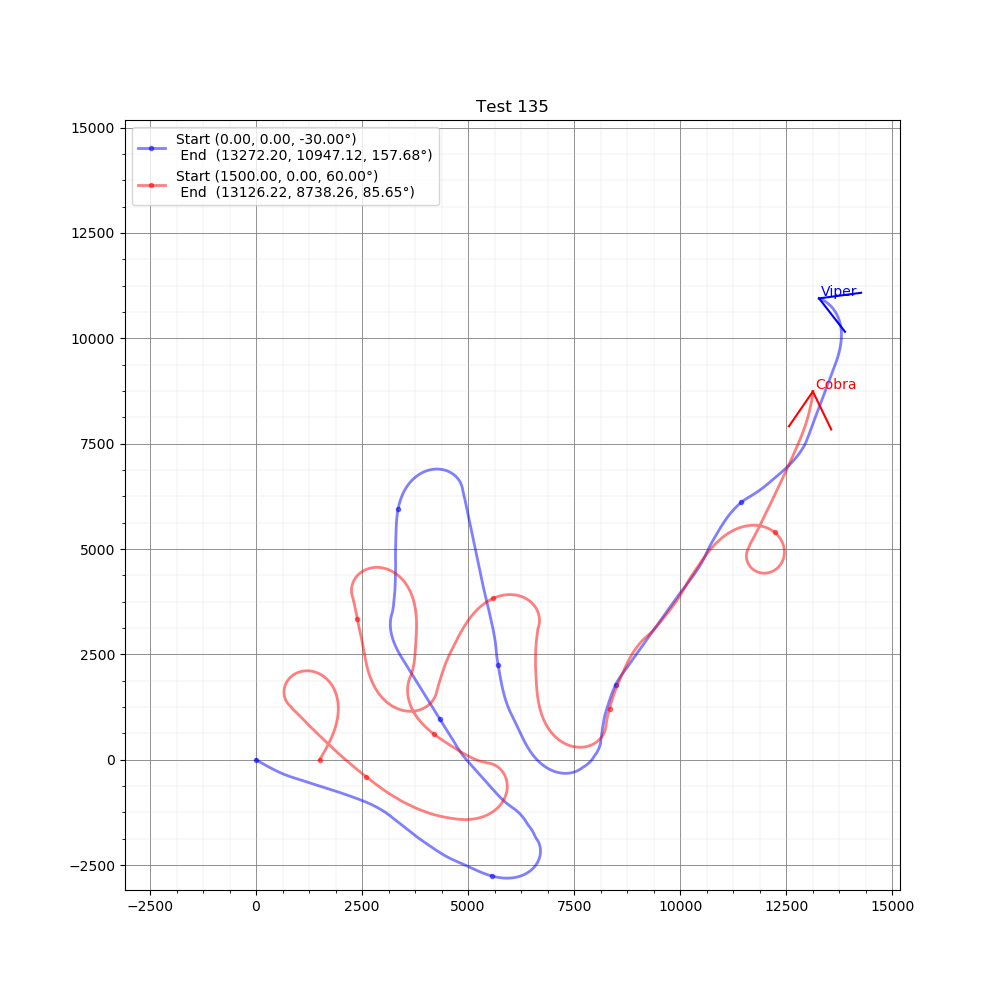 Test 135
Start (0.00, 0.00, -30.00°)
End (13272.20, 10947.12, 157.68°)
Start (1500.00, 0.00, 60.00°)
End (13126.22, 8738.26, 85.65°)
15000
12500
10000
7500
5000
2500
0
−2500
Viper
Cobra
−2500 0 2500 5000 7500 10000 12500 15000